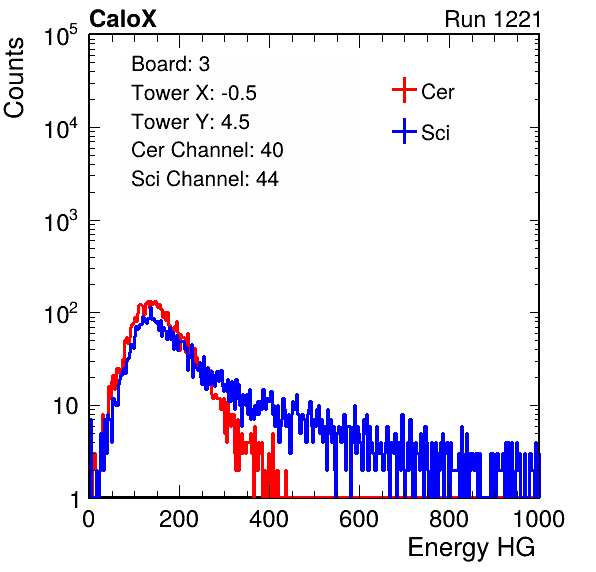 CaloX Run 1221
Counts
10^5
10^4
10^3
10^2
10
1
Board: 3
Tower X: -0.5
Tower Y: 4.5
Cer Channel: 40
Sci Channel: 44
Cer
Sci
0 200 400 600 800 1000
Energy HG